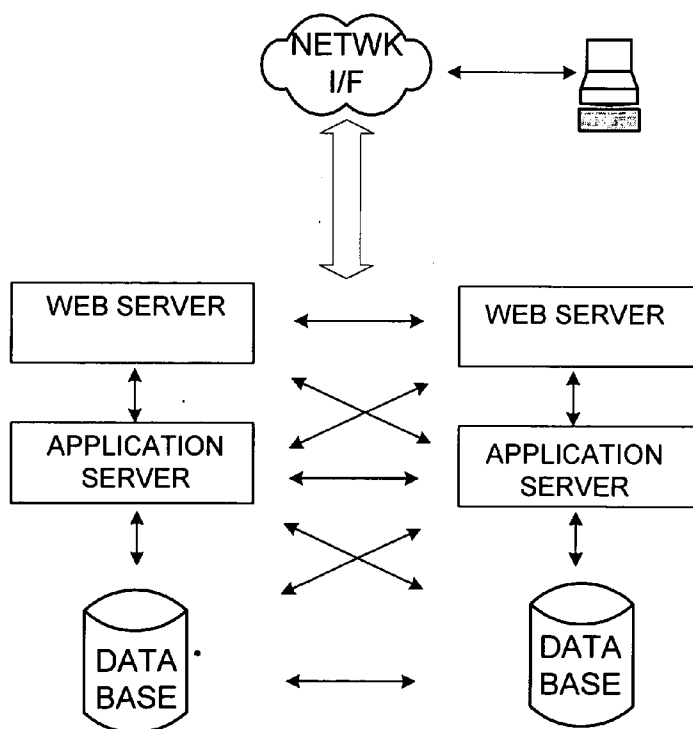 NETWK
I/F
WEB SERVER
WEB SERVER
APPLICATION
SERVER
APPLICATION
SERVER
DATA
BASE
DATA
BASE